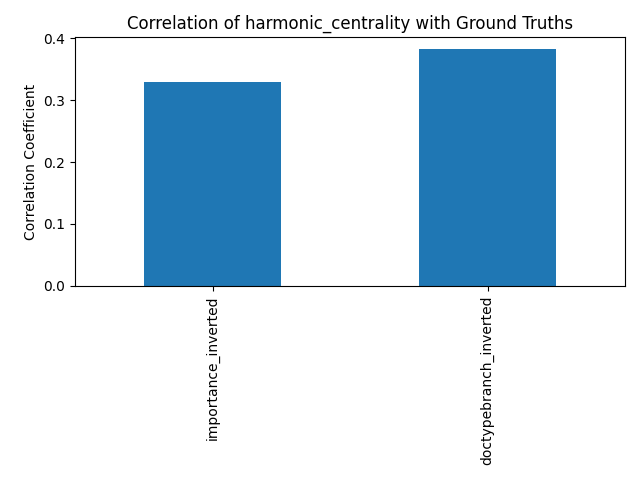 Correlation of harmonic_centrality with Ground Truths
Correlation Coefficient
0.4
0.3
0.2
0.1
0.0
importance_inverted
doctypebranch_inverted